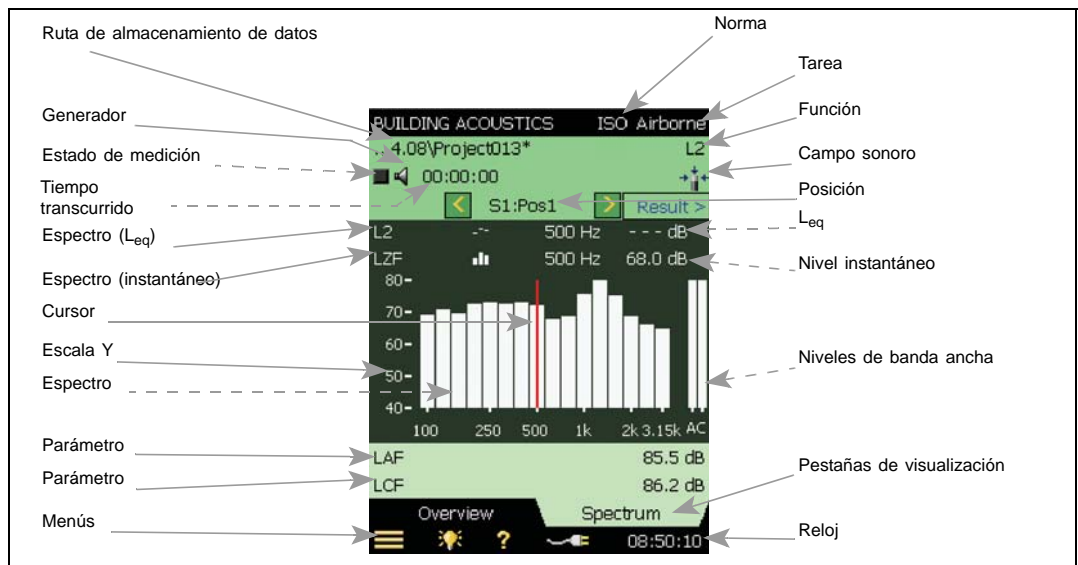 Ruta de almacenamiento de datos
Norma
Tarea
Generador
Función
Estado de medición
Campo sonoro
Tiempo
transcurrido
Posición
Espectro (Leq)
Leq
Espectro (instantáneo)
Nivel instantáneo
Cursor
Escala Y
Niveles de banda ancha
Espectro
Parámetro
Pestañas de visualización
Parámetro
Menús
Reloj
BUILDING ACOUSTICS ISO Airborne
..4.08\Project013* L2
00:00:00
< S1:Pos1 > Result >
L2 500 Hz --- dB
LZF 500 Hz 68.0 dB
80-
70-
60-
50-
40-
100 250 500 1k 2k 3.15k AC
LAF 85.5 dB
LCF 86.2 dB
Overview Spectrum
? 08:50:10